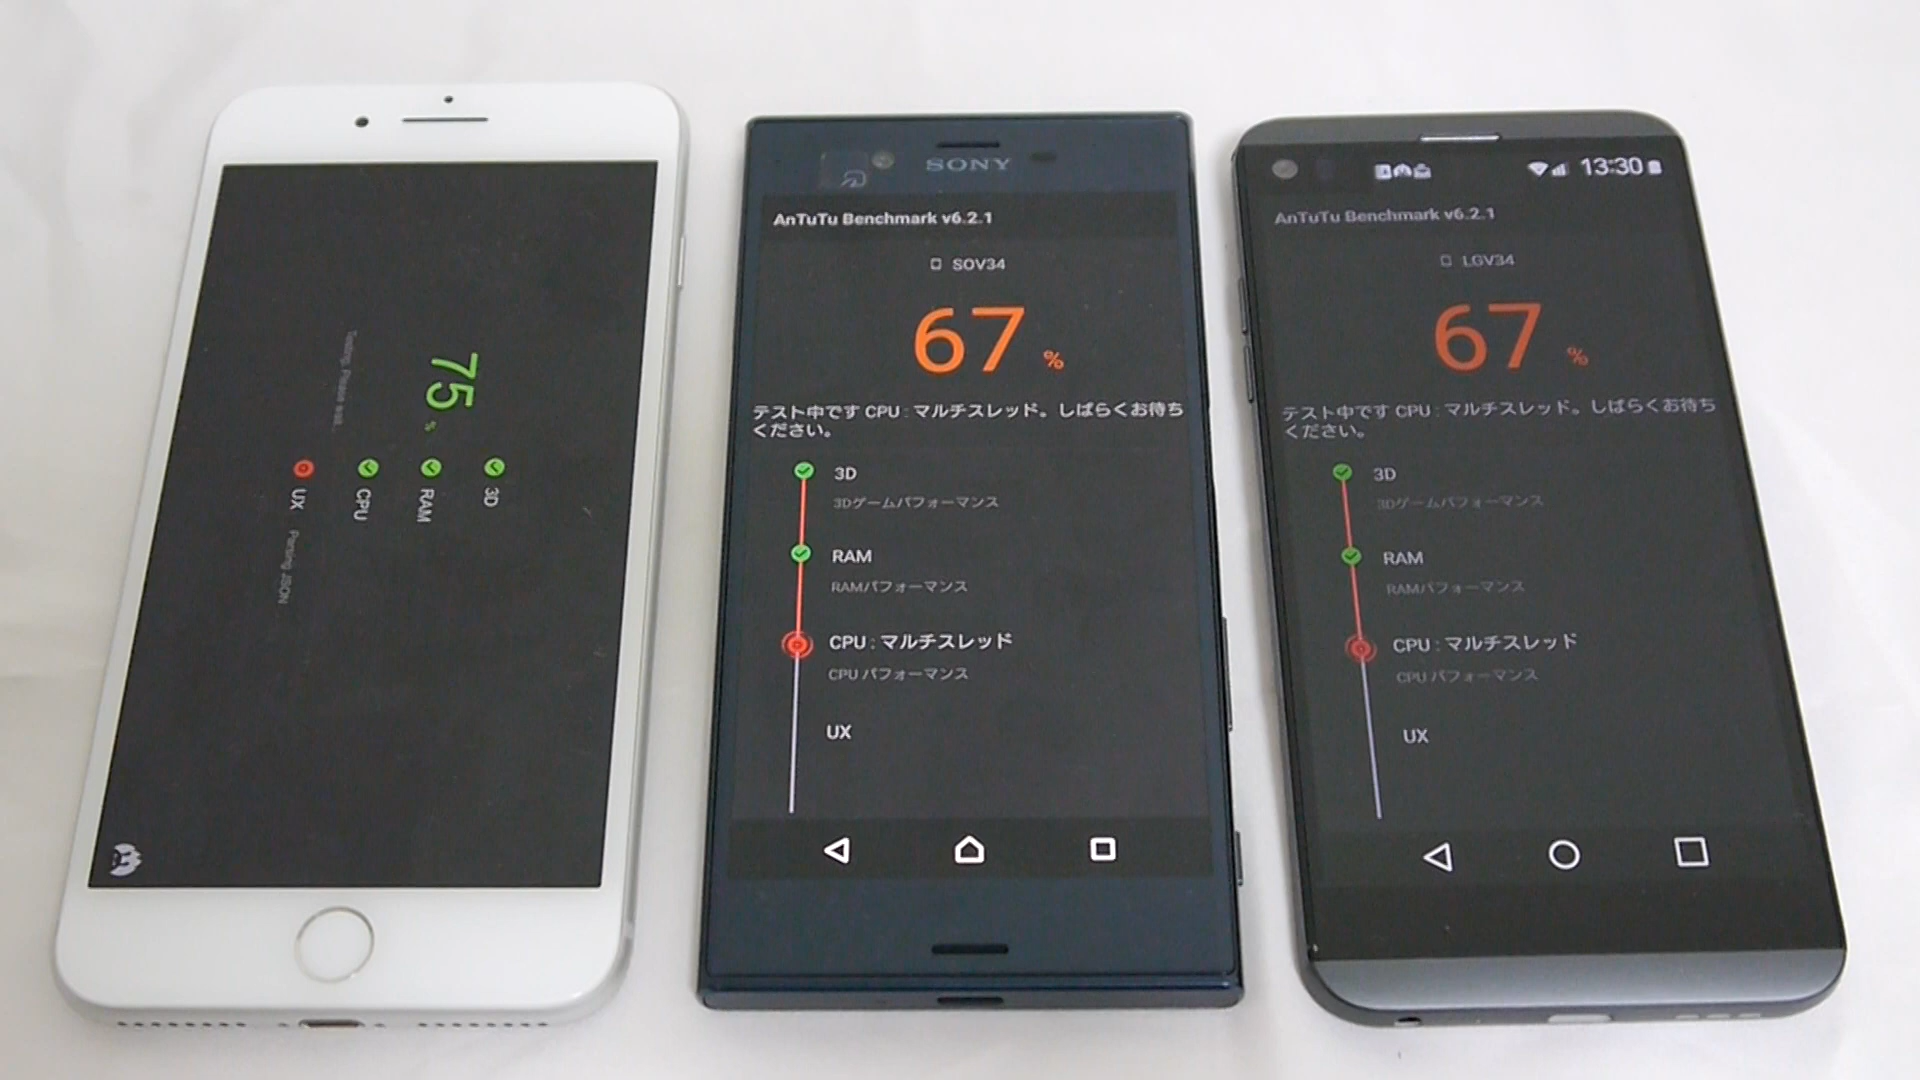 75 %
Testing. Please wait.
3D
RAM
CPU
UX
Parsing JSON
SONY
AnTuTu Benchmark v6.2.1
SOV34
67 %
テスト中です CPU : マルチスレッド。しばらくお待ち
ください。
3D
3Dゲームパフォーマンス
RAM
RAMパフォーマンス
CPU : マルチスレッド
CPU パフォーマンス
UX
13:30
AnTuTu Benchmark v6.2.1
LGV34
67 %
テスト中です CPU : マルチスレッド。しばらくお待ち
ください。
3D
3Dゲームパフォーマンス
RAM
RAMパフォーマンス
CPU : マルチスレッド
CPU パフォーマンス
UX